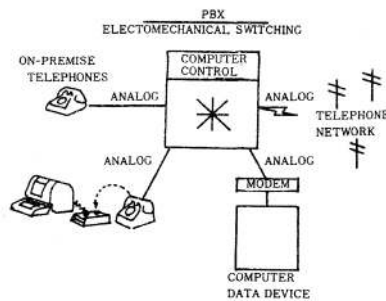 PBX
ELECTOMECHANICAL SWITCHING
ON-PREMISE
TELEPHONES
COMPUTER
CONTROL
ANALOG
ANALOG
TELEPHONE
NETWORK
ANALOG
ANALOG
MODEM
COMPUTER
DATA DEVICE